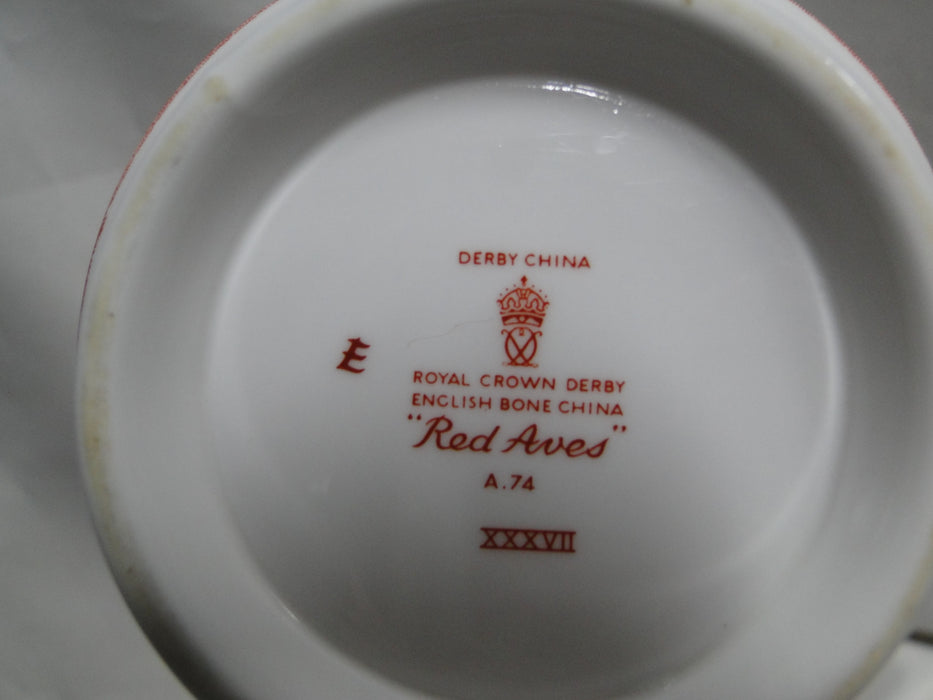 DERBY CHINA
E
ROYAL CROWN DERBY
ENGLISH BONE CHINA
"Red Aves"
A.74
XXXVII